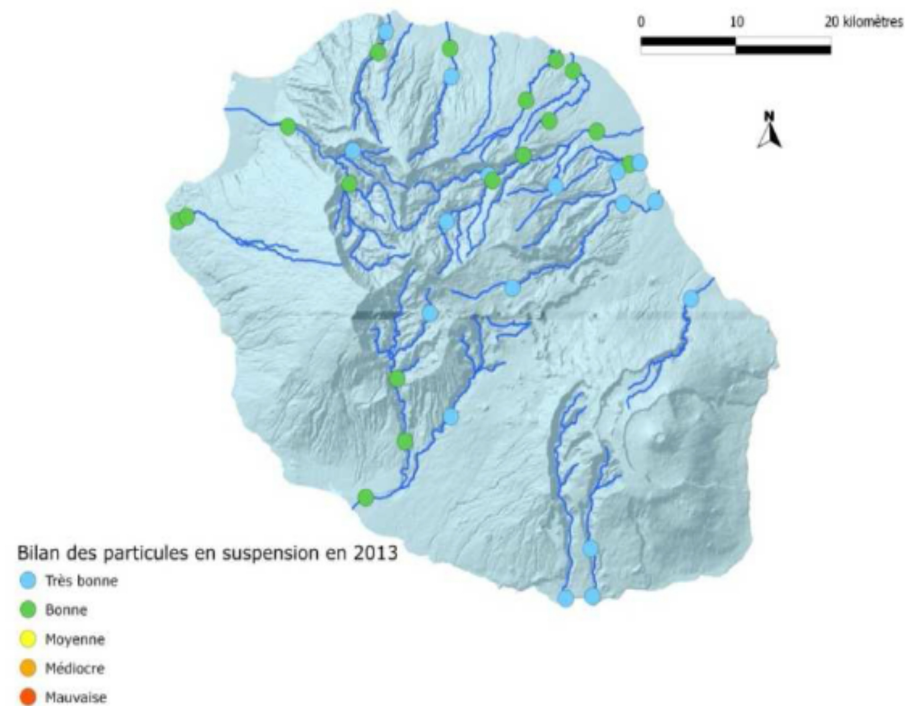 0 10 20 kilomètres
N
Bilan des particules en suspension en 2013
Très bonne
Bonne
Moyenne
Médiocre
Mauvaise